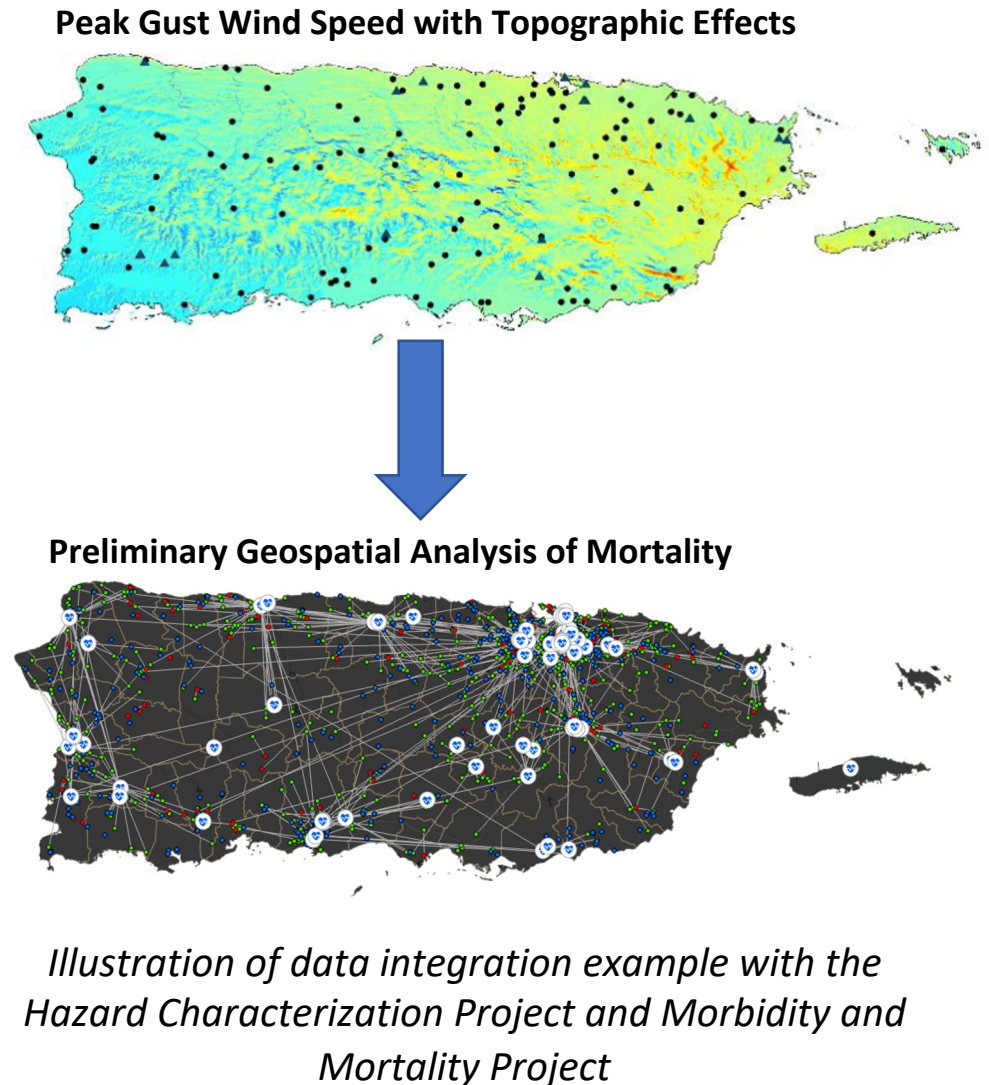 Peak Gust Wind Speed with Topographic Effects
Preliminary Geospatial Analysis of Mortality
Illustration of data integration example with the
Hazard Characterization Project and Morbidity and
Mortality Project